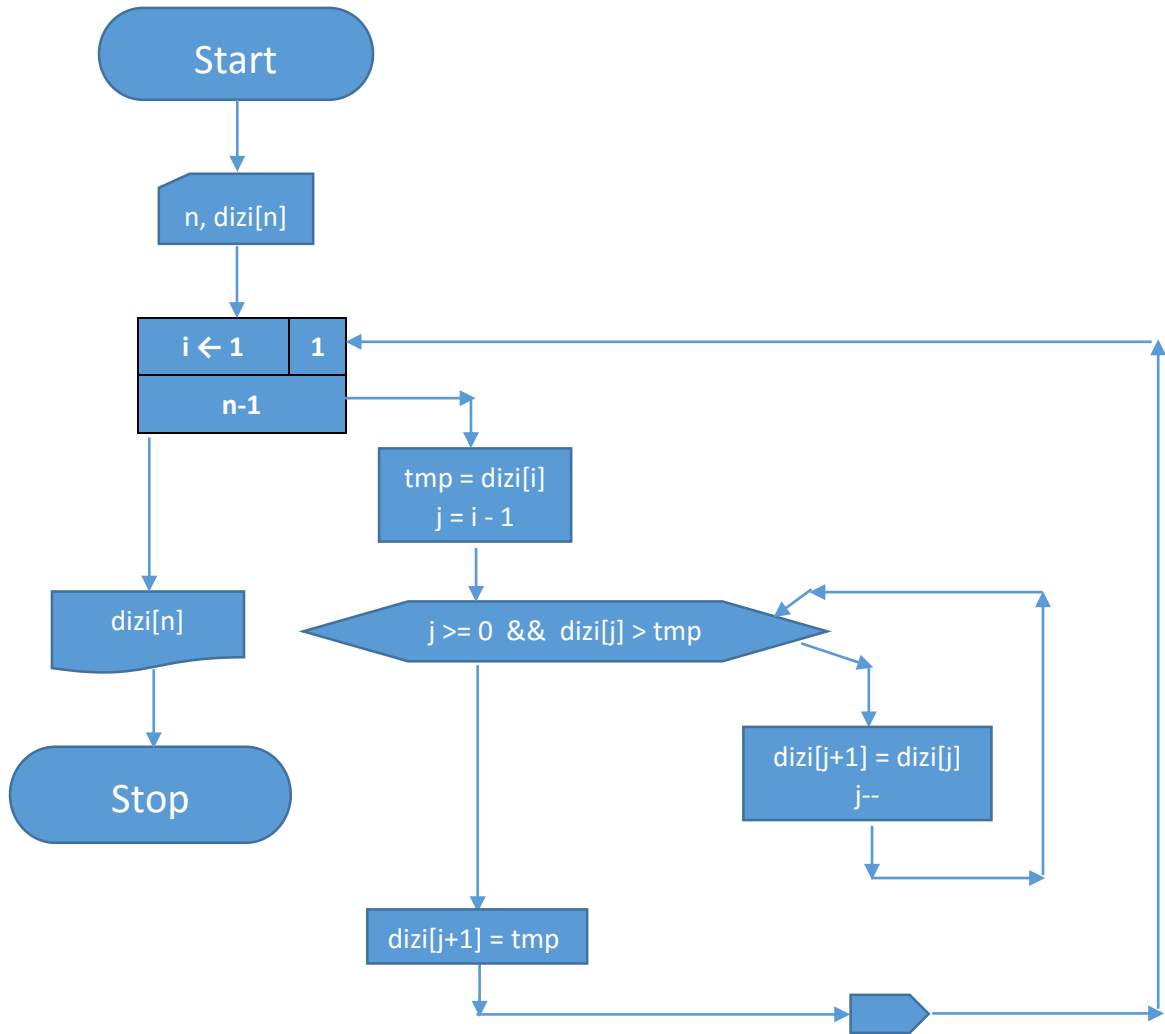 Start
n, dizi[n]
i ← 1
1
n-1
tmp = dizi[i]
j = i - 1
dizi[n]
j >= 0 && dizi[j] > tmp
dizi[j+1] = dizi[j]
j--
Stop
dizi[j+1] = tmp